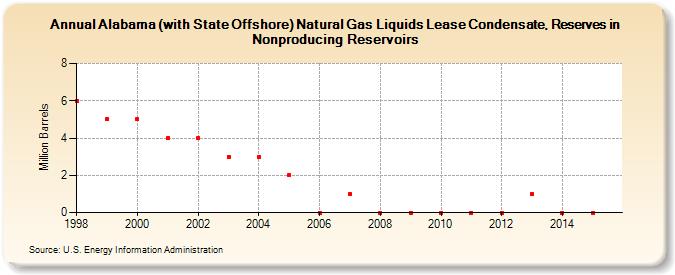 Annual Alabama (with State Offshore) Natural Gas Liquids Lease Condensate, Reserves in
Nonproducing Reservoirs
Million Barrels
8
6
4
2
0
1998 2000 2002 2004 2006 2008 2010 2012 2014
Source: U.S. Energy Information Administration